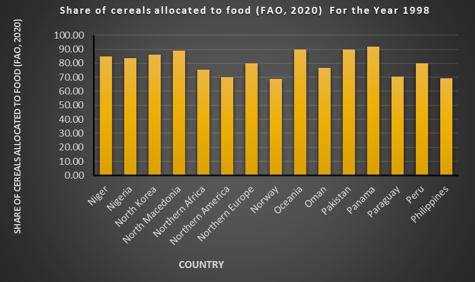 Share of cereals allocated to food (FAO, 2020) For the Year 1998
SHARE OF CEREALS ALLOCATED TO FOOD (FAO, 2020)
100.00
90.00
80.00
70.00
60.00
50.00
40.00
30.00
20.00
10.00
0.00
Niger
Nigeria
North Korea
North Macedonia
Northern Africa
Northern America
Northern Europe
Norway
Oceania
Oman
Pakistan
Panama
Paraguay
Peru
Philippines
COUNTRY